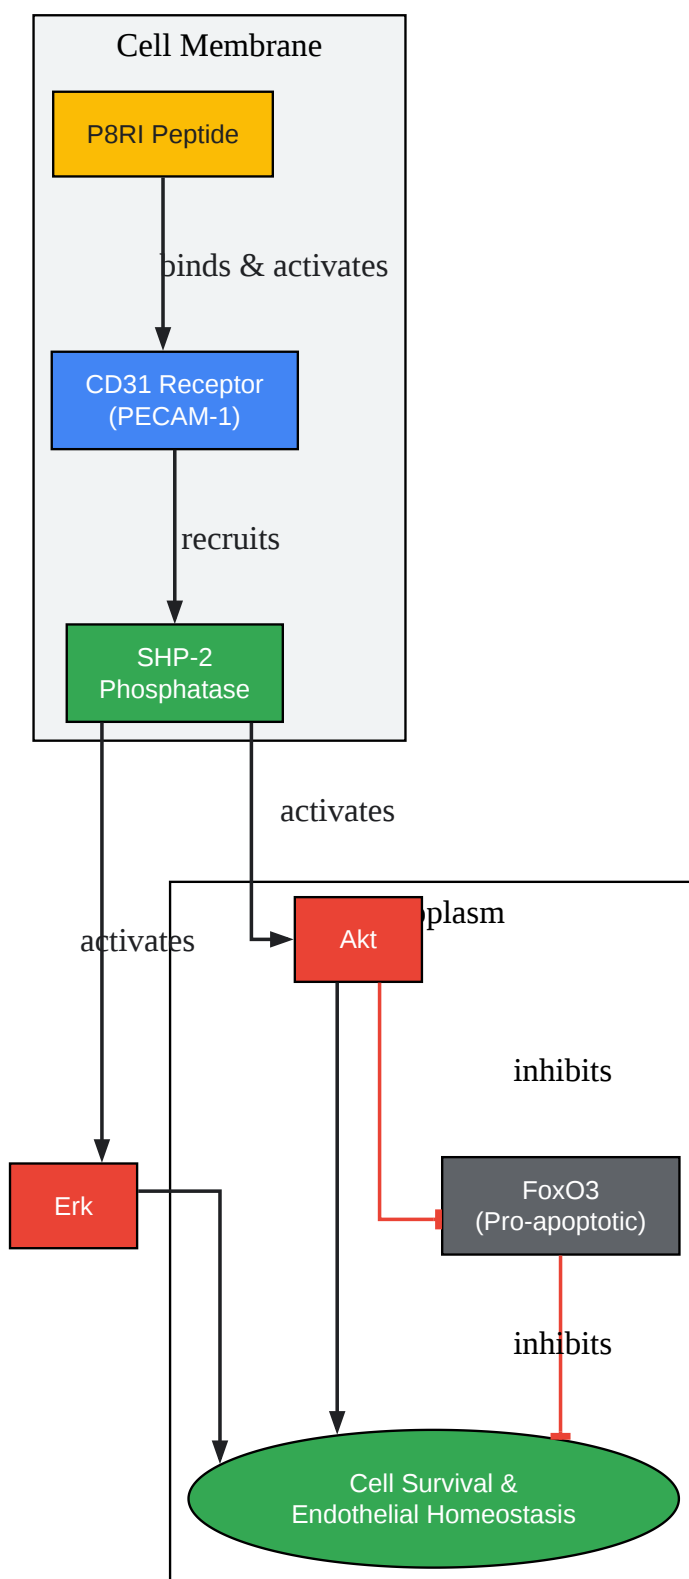 Cell Membrane
P8RI Peptide
binds & activates
CD31 Receptor
(PECAM-1)
recruits
SHP-2
Phosphatase
activates
Akt
activates
inhibits
FoxO3
(Pro-apoptotic)
Erk
inhibits
Cell Survival &
Endothelial Homeostasis